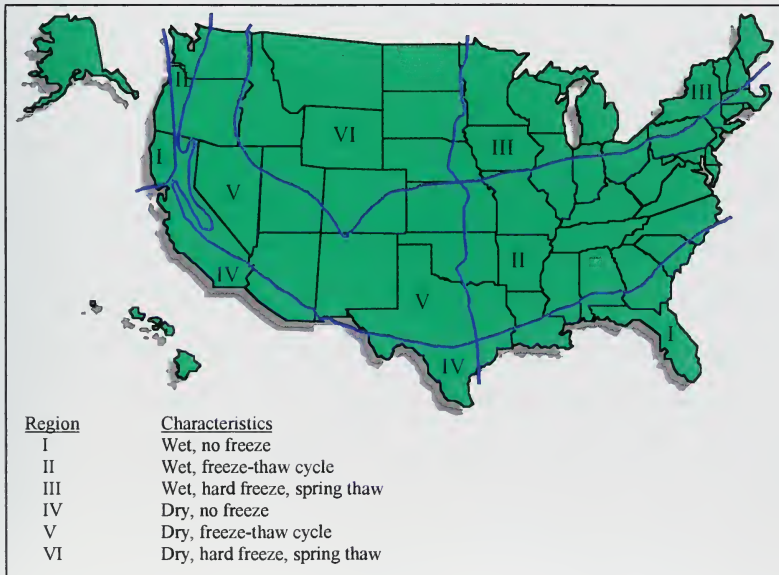 II
III
VI
III
I
V
II
IV
V
I
IV
Region Characteristics
I Wet, no freeze
II Wet, freeze-thaw cycle
III Wet, hard freeze, spring thaw
IV Dry, no freeze
V Dry, freeze-thaw cycle
VI Dry, hard freeze, spring thaw